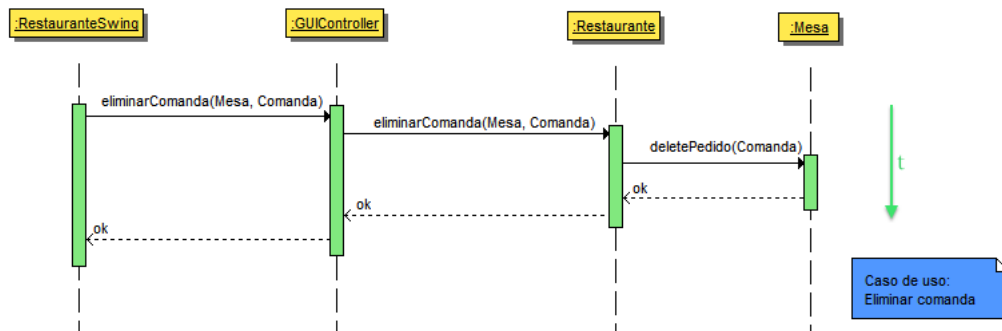 :RestauranteSwing
:GUIController
:Restaurante
:Mesa
eliminarComanda(Mesa, Comanda)
eliminarComanda(Mesa, Comanda)
deletePedido(Comanda)
t
ok
ok
ok
Caso de uso:
Eliminar comanda